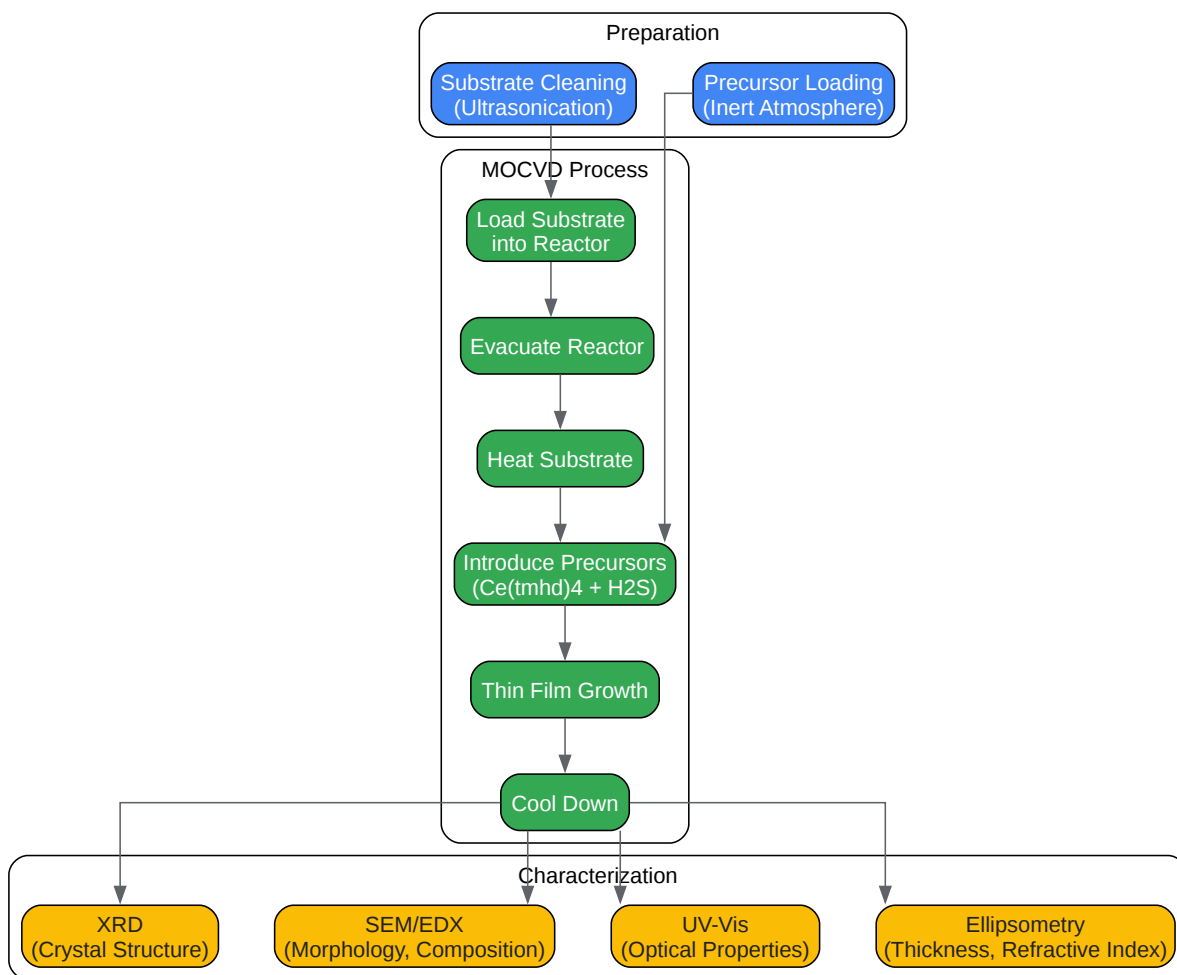 Preparation
Substrate Cleaning
(Ultrasonication)
Precursor Loading
(Inert Atmosphere)
MOCVD Process
Load Substrate
into Reactor
Evacuate Reactor
Heat Substrate
Introduce Precursors
(Ce(tmhd)4 + H2S)
Thin Film Growth
Cool Down
Characterization
XRD
(Crystal Structure)
SEM/EDX
(Morphology, Composition)
UV-Vis
(Optical Properties)
Ellipsometry
(Thickness, Refractive Index)